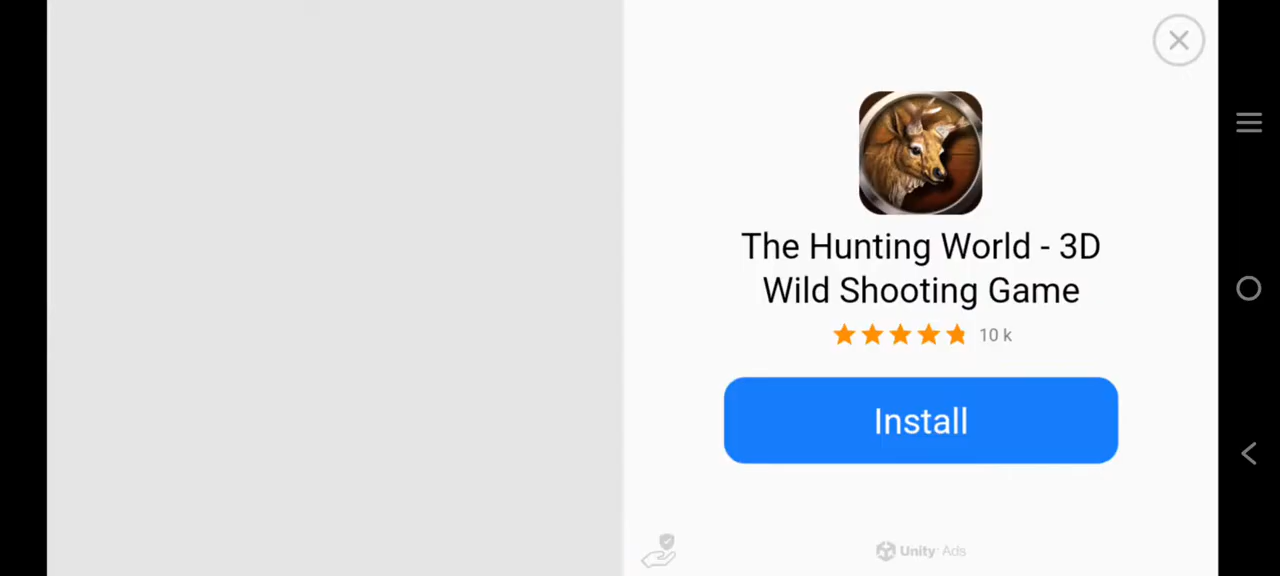 The Hunting World - 3D
Wild Shooting Game
10 k
Install
Unity Ads